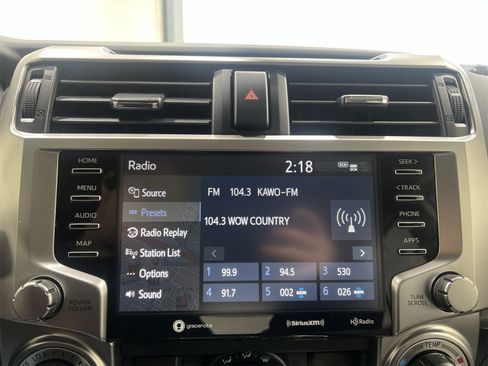 HOME
MENU
AUDIO
MAP
POWER
VOLUME
Radio
2:18
Source
Presets
Radio Replay
Station List
Options
Sound
FM 104.3 KAWO-FM
104.3 WOW COUNTRY
1 99.9 2 94.5 3 530
4 91.7 5 002 6 026
gracenote
SiriusXM
HD Radio
SEEK >
< TRACK
PHONE
APPS
TUNE
SCROLL
TEMP